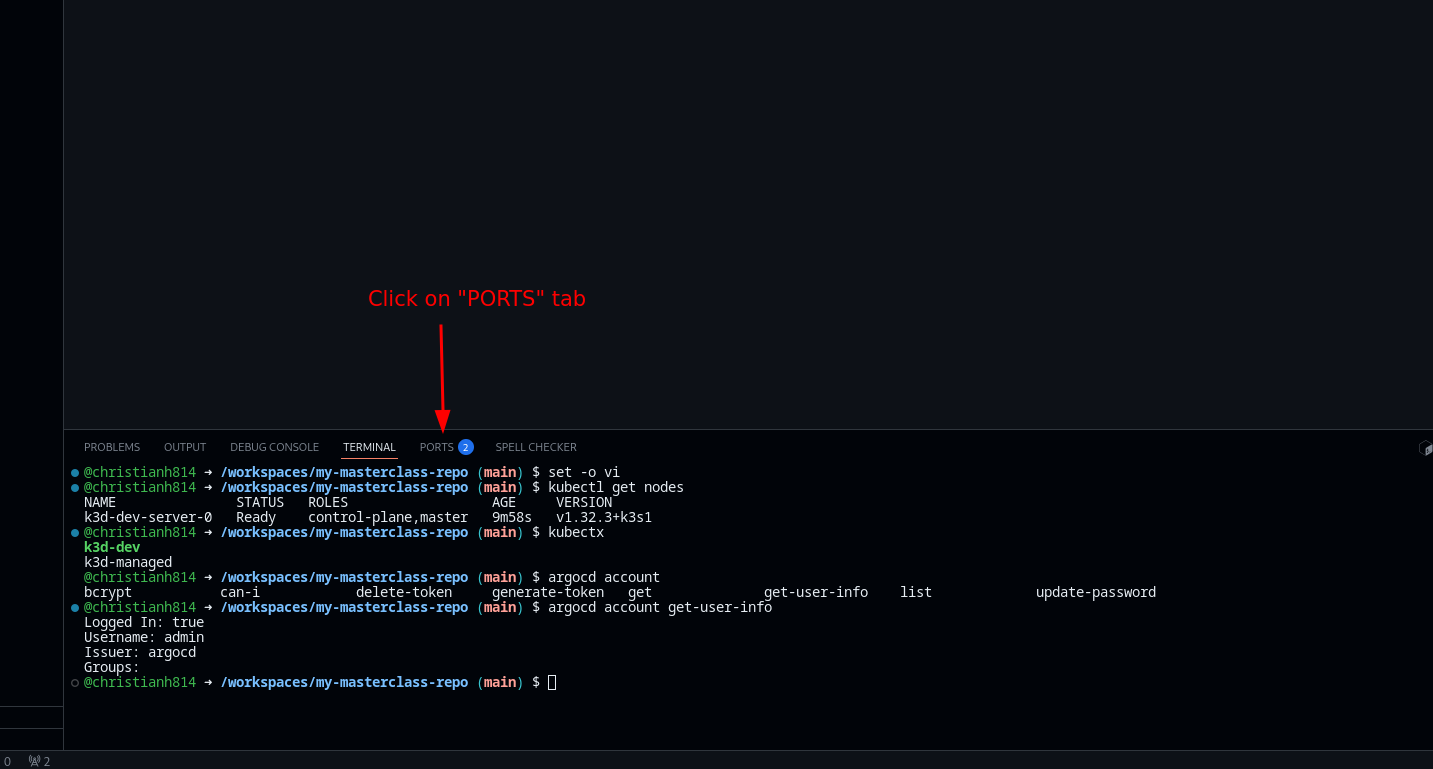 Click on "PORTS" tab
PROBLEMS OUTPUT DEBUG CONSOLE TERMINAL PORTS 2 SPELL CHECKER
@christianh814 → /workspaces/my-masterclass-repo (main) $ set -o vi
@christianh814 → /workspaces/my-masterclass-repo (main) $ kubectl get nodes
NAME STATUS ROLES AGE VERSION
k3d-dev-server-0 Ready control-plane,master 9m58s v1.32.3+k3s1
@christianh814 → /workspaces/my-masterclass-repo (main) $ kubectx
k3d-dev
k3d-managed
@christianh814 → /workspaces/my-masterclass-repo (main) $ argocd account
bcrypt can-i delete-token generate-token get get-user-info list update-password
@christianh814 → /workspaces/my-masterclass-repo (main) $ argocd account get-user-info
Logged In: true
Username: admin
Issuer: argocd
Groups:
@christianh814 → /workspaces/my-masterclass-repo (main) $
0 2